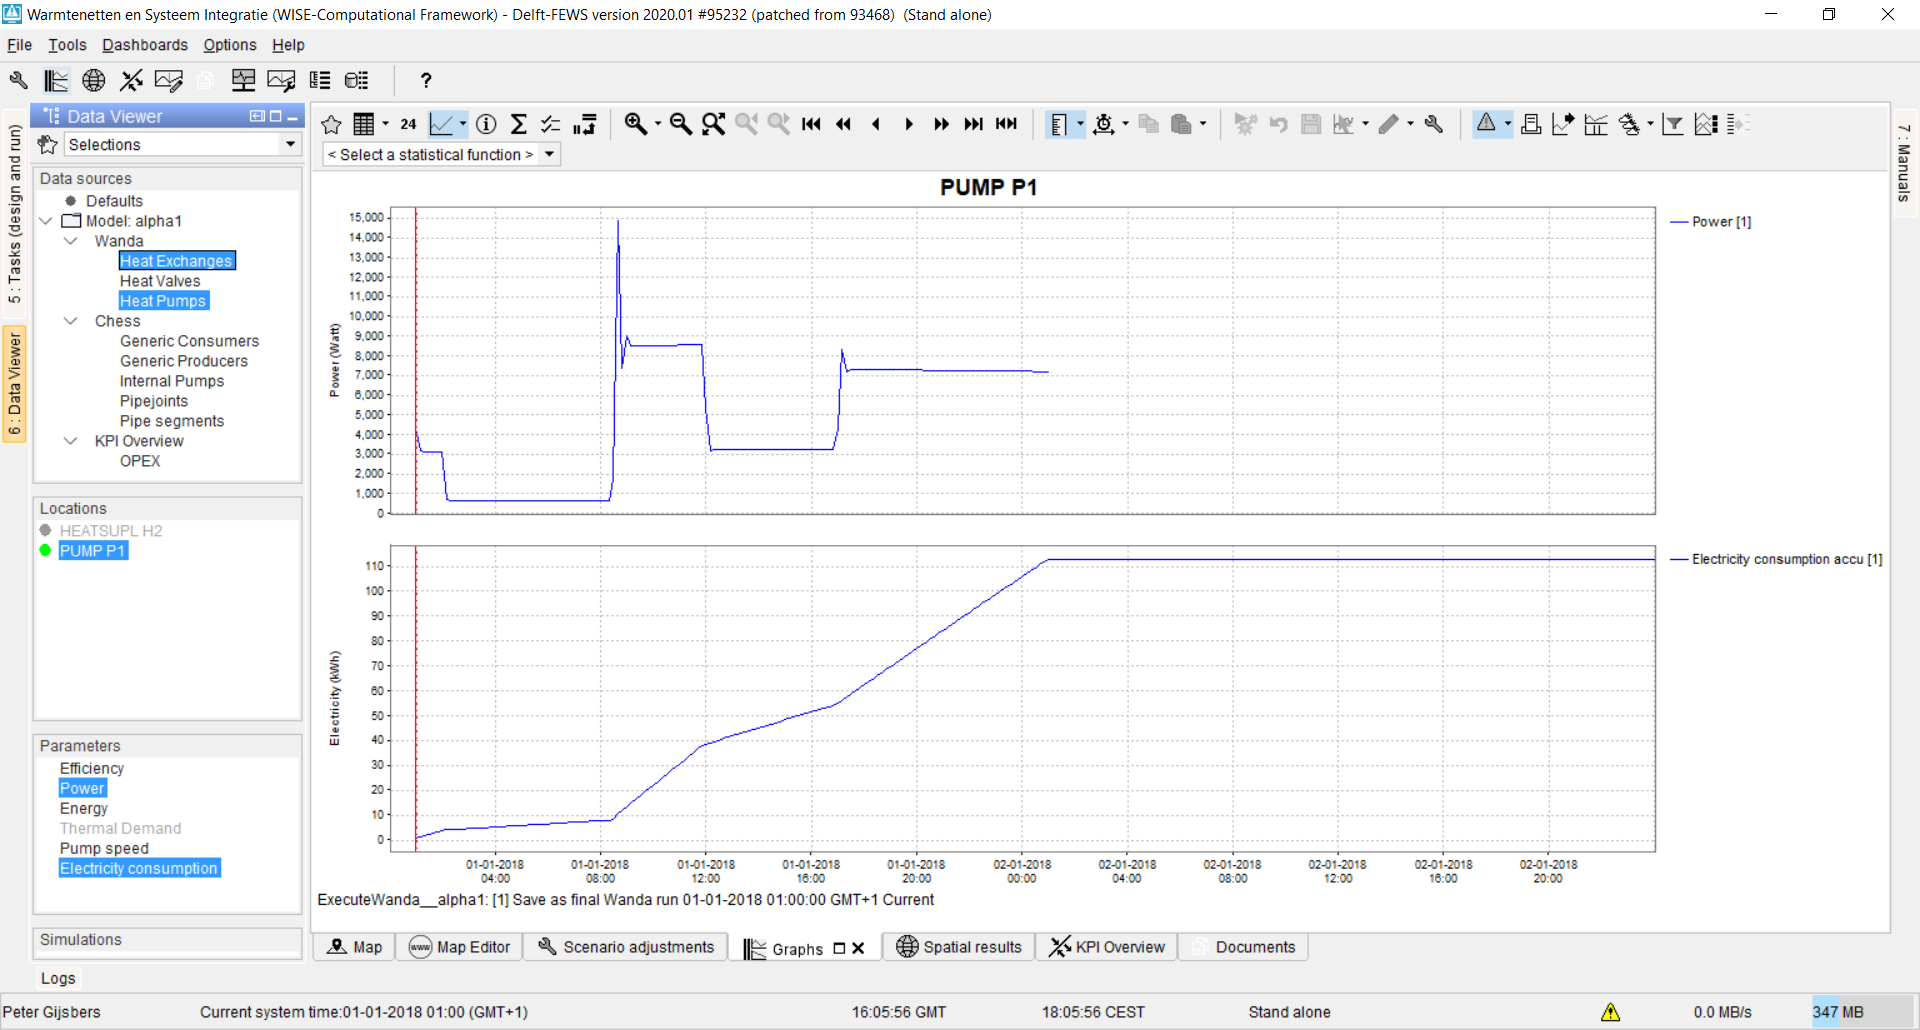 Warmtenetten en Systeem Integratie (WISE-Computational Framework) - Delft-FEWS version 2020.01 #95232 (patched from 93468)  (Stand alone)
File Tools Dashboards Options Help
?
5 : Tasks (design and run)
6 : Data Viewer
Data Viewer
Selections
Data sources
Defaults
Model: alpha1
Wanda
Heat Exchanges
Heat Valves
Heat Pumps
Chess
Generic Consumers
Generic Producers
Internal Pumps
Pipejoints
Pipe segments
KPI Overview
OPEX
Locations
HEATSUPL H2
PUMP P1
Parameters
Efficiency
Power
Energy
Thermal Demand
Pump speed
Electricity consumption
Simulations
Logs
24
< Select a statistical function >
7 : Manuals
PUMP P1
Power (Watt)
15,000
14,000
13,000
12,000
11,000
10,000
9,000
8,000
7,000
6,000
5,000
4,000
3,000
2,000
1,000
0
Power [1]
Electricity (kWh)
110
100
90
80
70
60
50
40
30
20
10
0
Electricity consumption accu [1]
01-01-2018 01-01-2018 01-01-2018 01-01-2018 01-01-2018 02-01-2018 02-01-2018 02-01-2018 02-01-2018 02-01-2018 02-01-2018
04:00 08:00 12:00 16:00 20:00 00:00 04:00 08:00 12:00 16:00 20:00
ExecuteWanda__alpha1: [1] Save as final Wanda run 01-01-2018 01:00:00 GMT+1 Current
Map www Map Editor Scenario adjustments Graphs Spatial results KPI Overview Documents
Peter Gijsbers Current system time:01-01-2018 01:00 (GMT+1) 16:05:56 GMT 18:05:56 CEST Stand alone 0.0 MB/s 347 MB